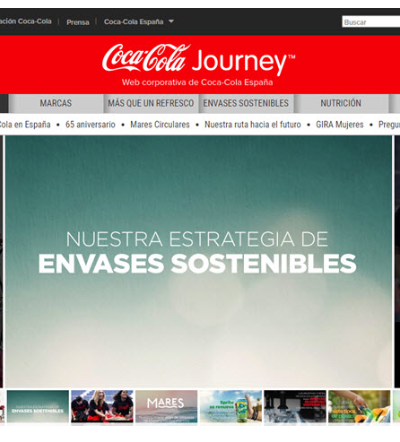 ación Coca-Cola | Prensa | Coca-Cola España
Buscar
Coca-Cola Journey™
Web corporativa de Coca-Cola España
MARCAS
MÁS QUE UN REFRESCO
ENVASES SOSTENIBLES
NUTRICIÓN
Cola en España • 65 aniversario • Mares Circulares • Nuestra ruta hacia el futuro • GIRA Mujeres • Pregu
NUESTRA ESTRATEGIA DE
ENVASES SOSTENIBLES
ENVASES SOSTENIBLES
MARES